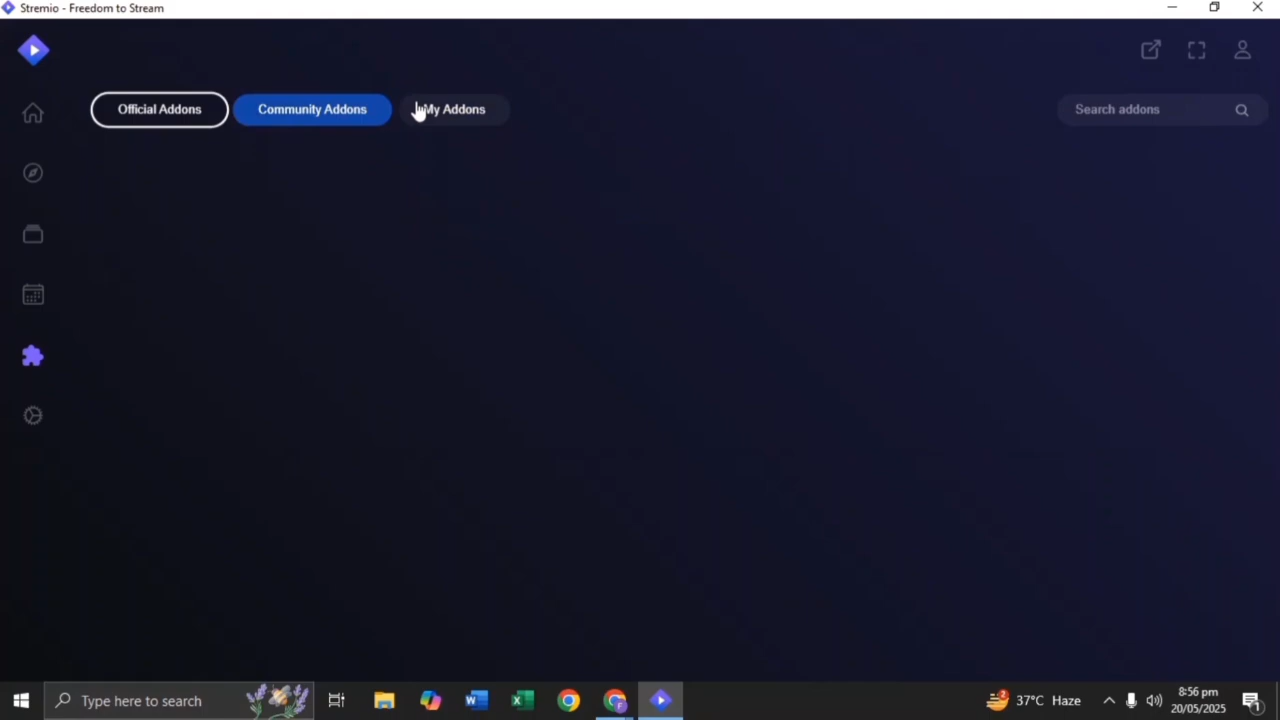 Stremio - Freedom to Stream
Official Addons
Community Addons
My Addons
Search addons
Type here to search
37°C Haze
8:56 pm
20/05/2025